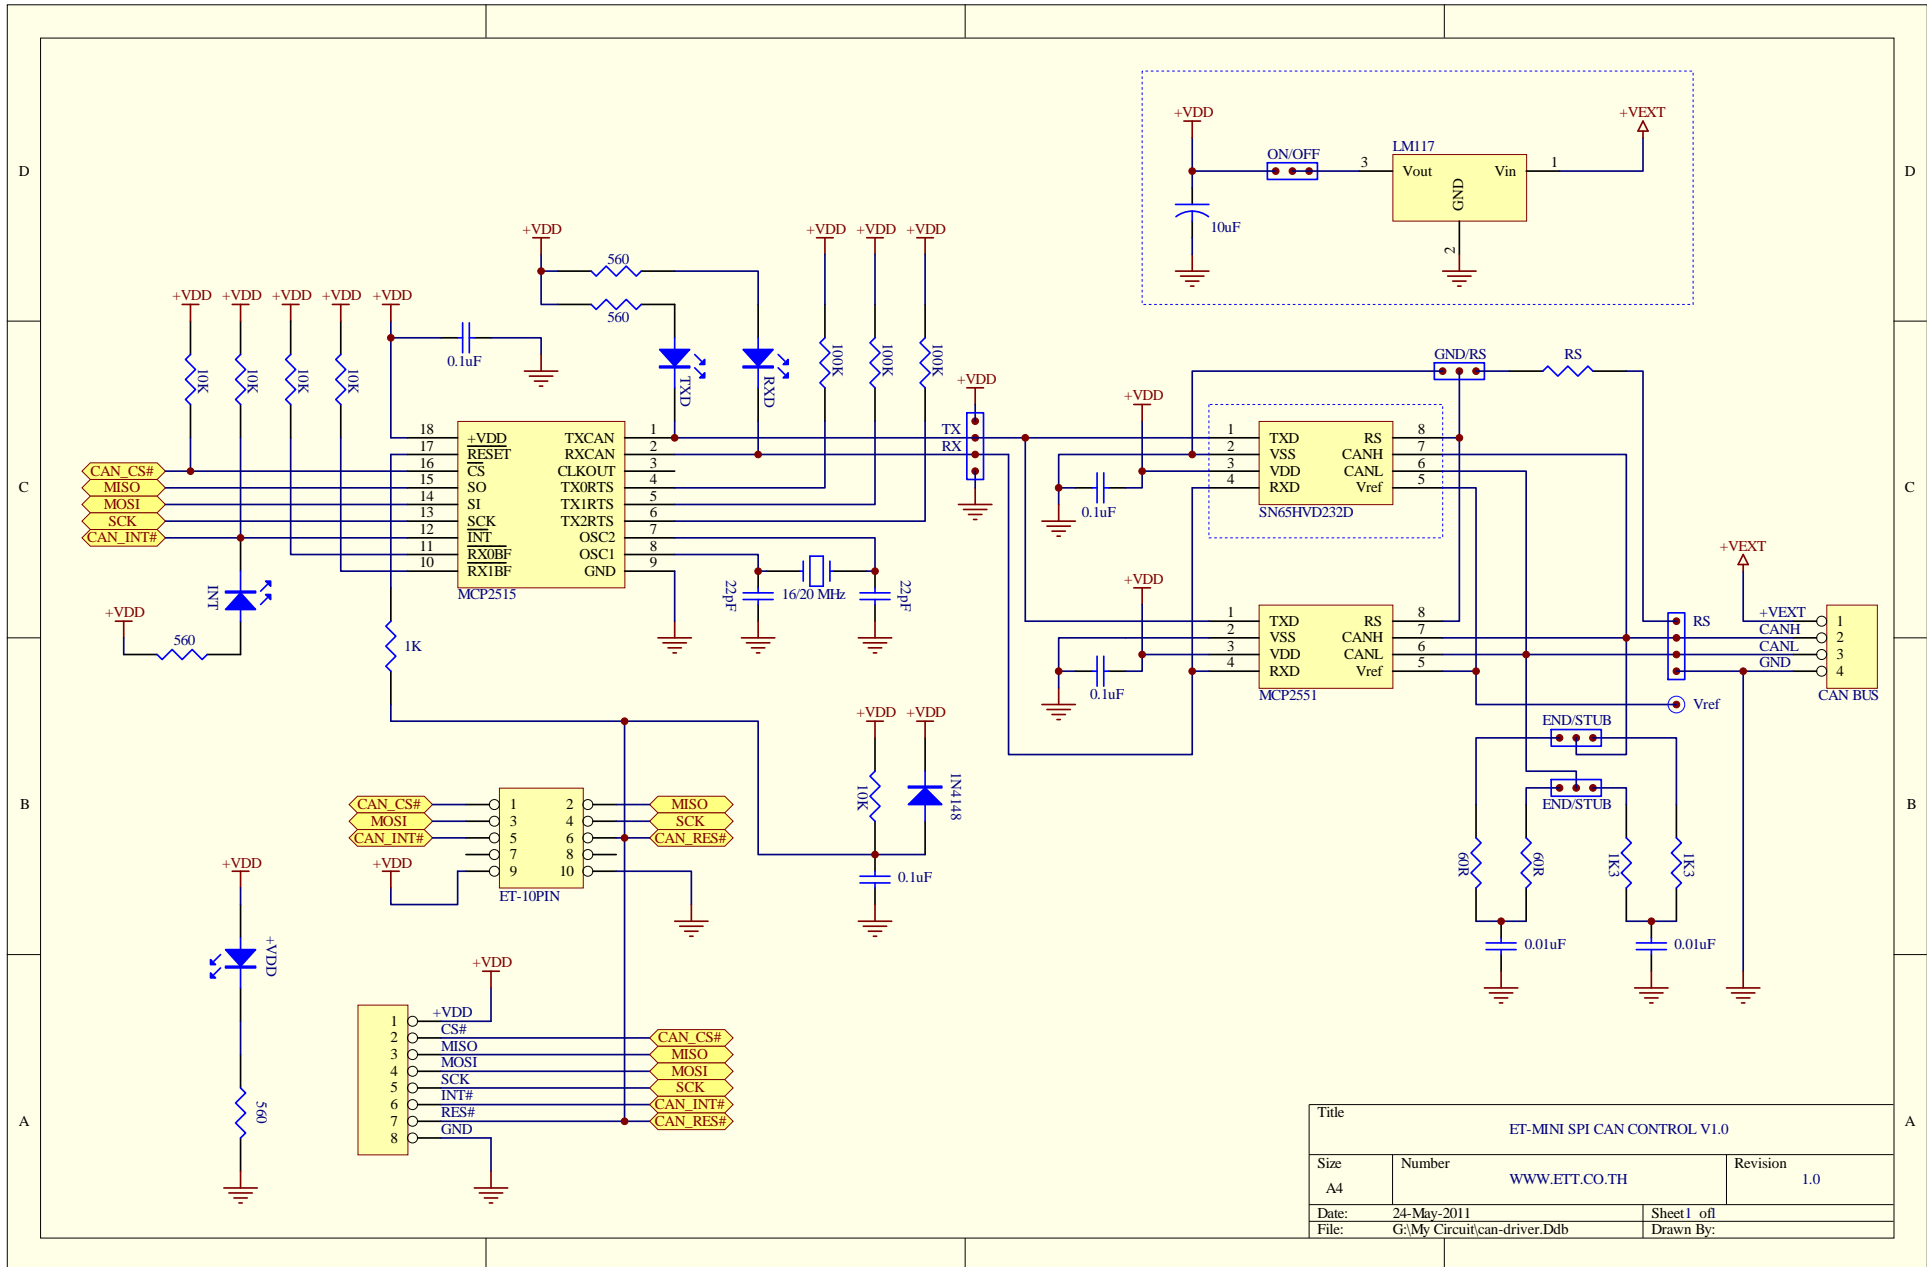 +VDD
+VEXT
D
D
ON/OFF
LM117
3
Vout
Vin
1
GND
2
10uF
+VDD
+VDD
+VDD
+VDD
560
560
+VDD
+VDD
+VDD
+VDD
+VDD
0.1uF
10K
10K
10K
10K
TXD
RXD
100K
100K
100K
+VDD
GND/RS
RS
+VDD
C
C
CAN_CS#
MISO
MOSI
SCK
CAN_INT#
18
17
16
15
14
13
12
11
10
+VDD
RESET
CS
SO
SI
SCK
INT
RX0BF
RX1BF
TXCAN
RXCAN
CLKOUT
TX0RTS
TX1RTS
TX2RTS
OSC2
OSC1
GND
1
2
3
4
5
6
7
8
9
MCP2515
TX
RX
0.1uF
1
2
3
4
TXD
VSS
VDD
RXD
RS
CANH
CANL
Vref
8
7
6
5
SN65HVD232D
22pF
16/20 MHz
22pF
INT
+VDD
560
1K
+VDD
0.1uF
1
2
3
4
TXD
VSS
VDD
RXD
RS
CANH
CANL
Vref
8
7
6
5
MCP2551
+VEXT
RS
+VEXT
CANH
CANL
GND
1
2
3
4
CAN BUS
Vref
END/STUB
END/STUB
60R
60R
1K3
1K3
0.01uF
0.01uF
B
B
+VDD
+VDD
10K
1N4148
0.1uF
CAN_CS#
MOSI
CAN_INT#
+VDD
1
3
5
7
9
2
4
6
8
10
MISO
SCK
CAN_RES#
ET-10PIN
+VDD
+VDD
560
+VDD
1
2
3
4
5
6
7
8
+VDD
CS#
MISO
MOSI
SCK
INT#
RES#
GND
CAN_CS#
MISO
MOSI
SCK
CAN_INT#
CAN_RES#
A
A
Title
ET-MINI SPI CAN CONTROL V1.0
Size
A4
Number
WWW.ETT.CO.TH
Revision
1.0
Date:
24-May-2011
Sheet1 of1
File:
G:\My Circuit\can-driver.Ddb
Drawn By: